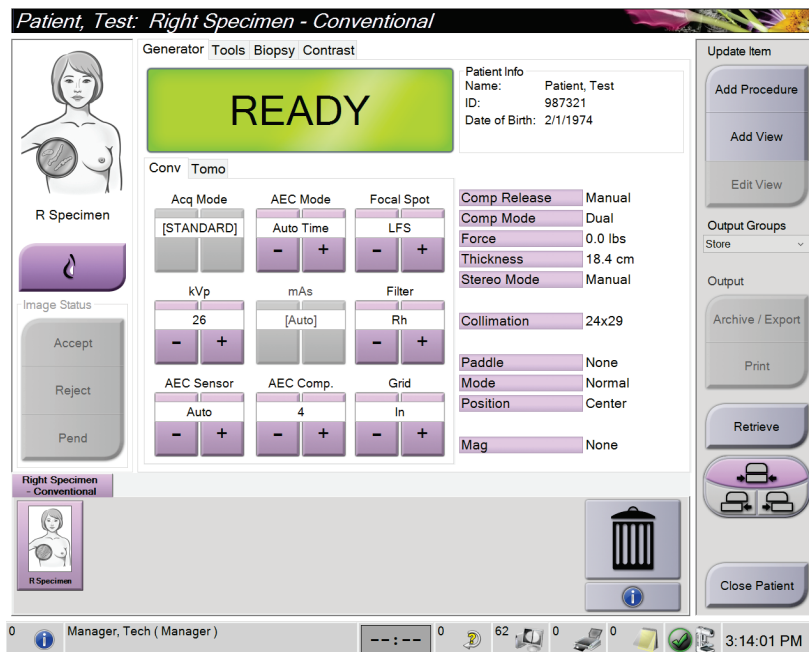 Patient, Test: Right Specimen - Conventional
Generator Tools Biopsy Contrast
Update Item
READY
Patient Info
Name: Patient, Test
ID: 987321
Date of Birth: 2/1/1974
Add Procedure
Add View
Edit View
R Specimen
Conv Tomo
Acq Mode AEC Mode Focal Spot
[STANDARD] Auto Time LFS
- + - +
kVp mAs Filter
26 [Auto] Rh
- + - +
AEC Sensor AEC Comp. Grid
Auto 4 In
- + - + - +
Comp Release Manual
Comp Mode Dual
Force 0.0 lbs
Thickness 18.4 cm
Stereo Mode Manual
Collimation 24x29
Paddle None
Mode Normal
Position Center
Mag None
Output Groups
Store
Output
Archive / Export
Print
Retrieve
Image Status
Accept
Reject
Pend
Right Specimen
- Conventional
R Specimen
Close Patient
0 Manager, Tech ( Manager ) --:-- 0 62 0 0 3:14:01 PM